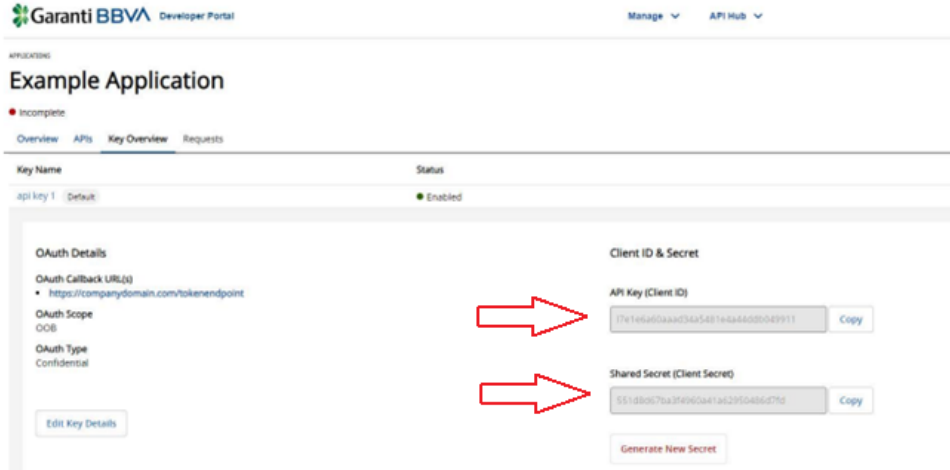 Garanti BBVA Developer Portal
Manage API Hub
APPLICATIONS
Example Application
Incomplete
Overview APIs Key Overview Requests
Key Name Status
api key 1 Default Enabled
OAuth Details
OAuth Callback URL(s)
https://companydomain.com/tokenendpoint
OAuth Scope
OOB
OAuth Type
Confidential
Edit Key Details
Client ID & Secret
API Key (Client ID)
Copy
Shared Secret (Client Secret)
Copy
Generate New Secret